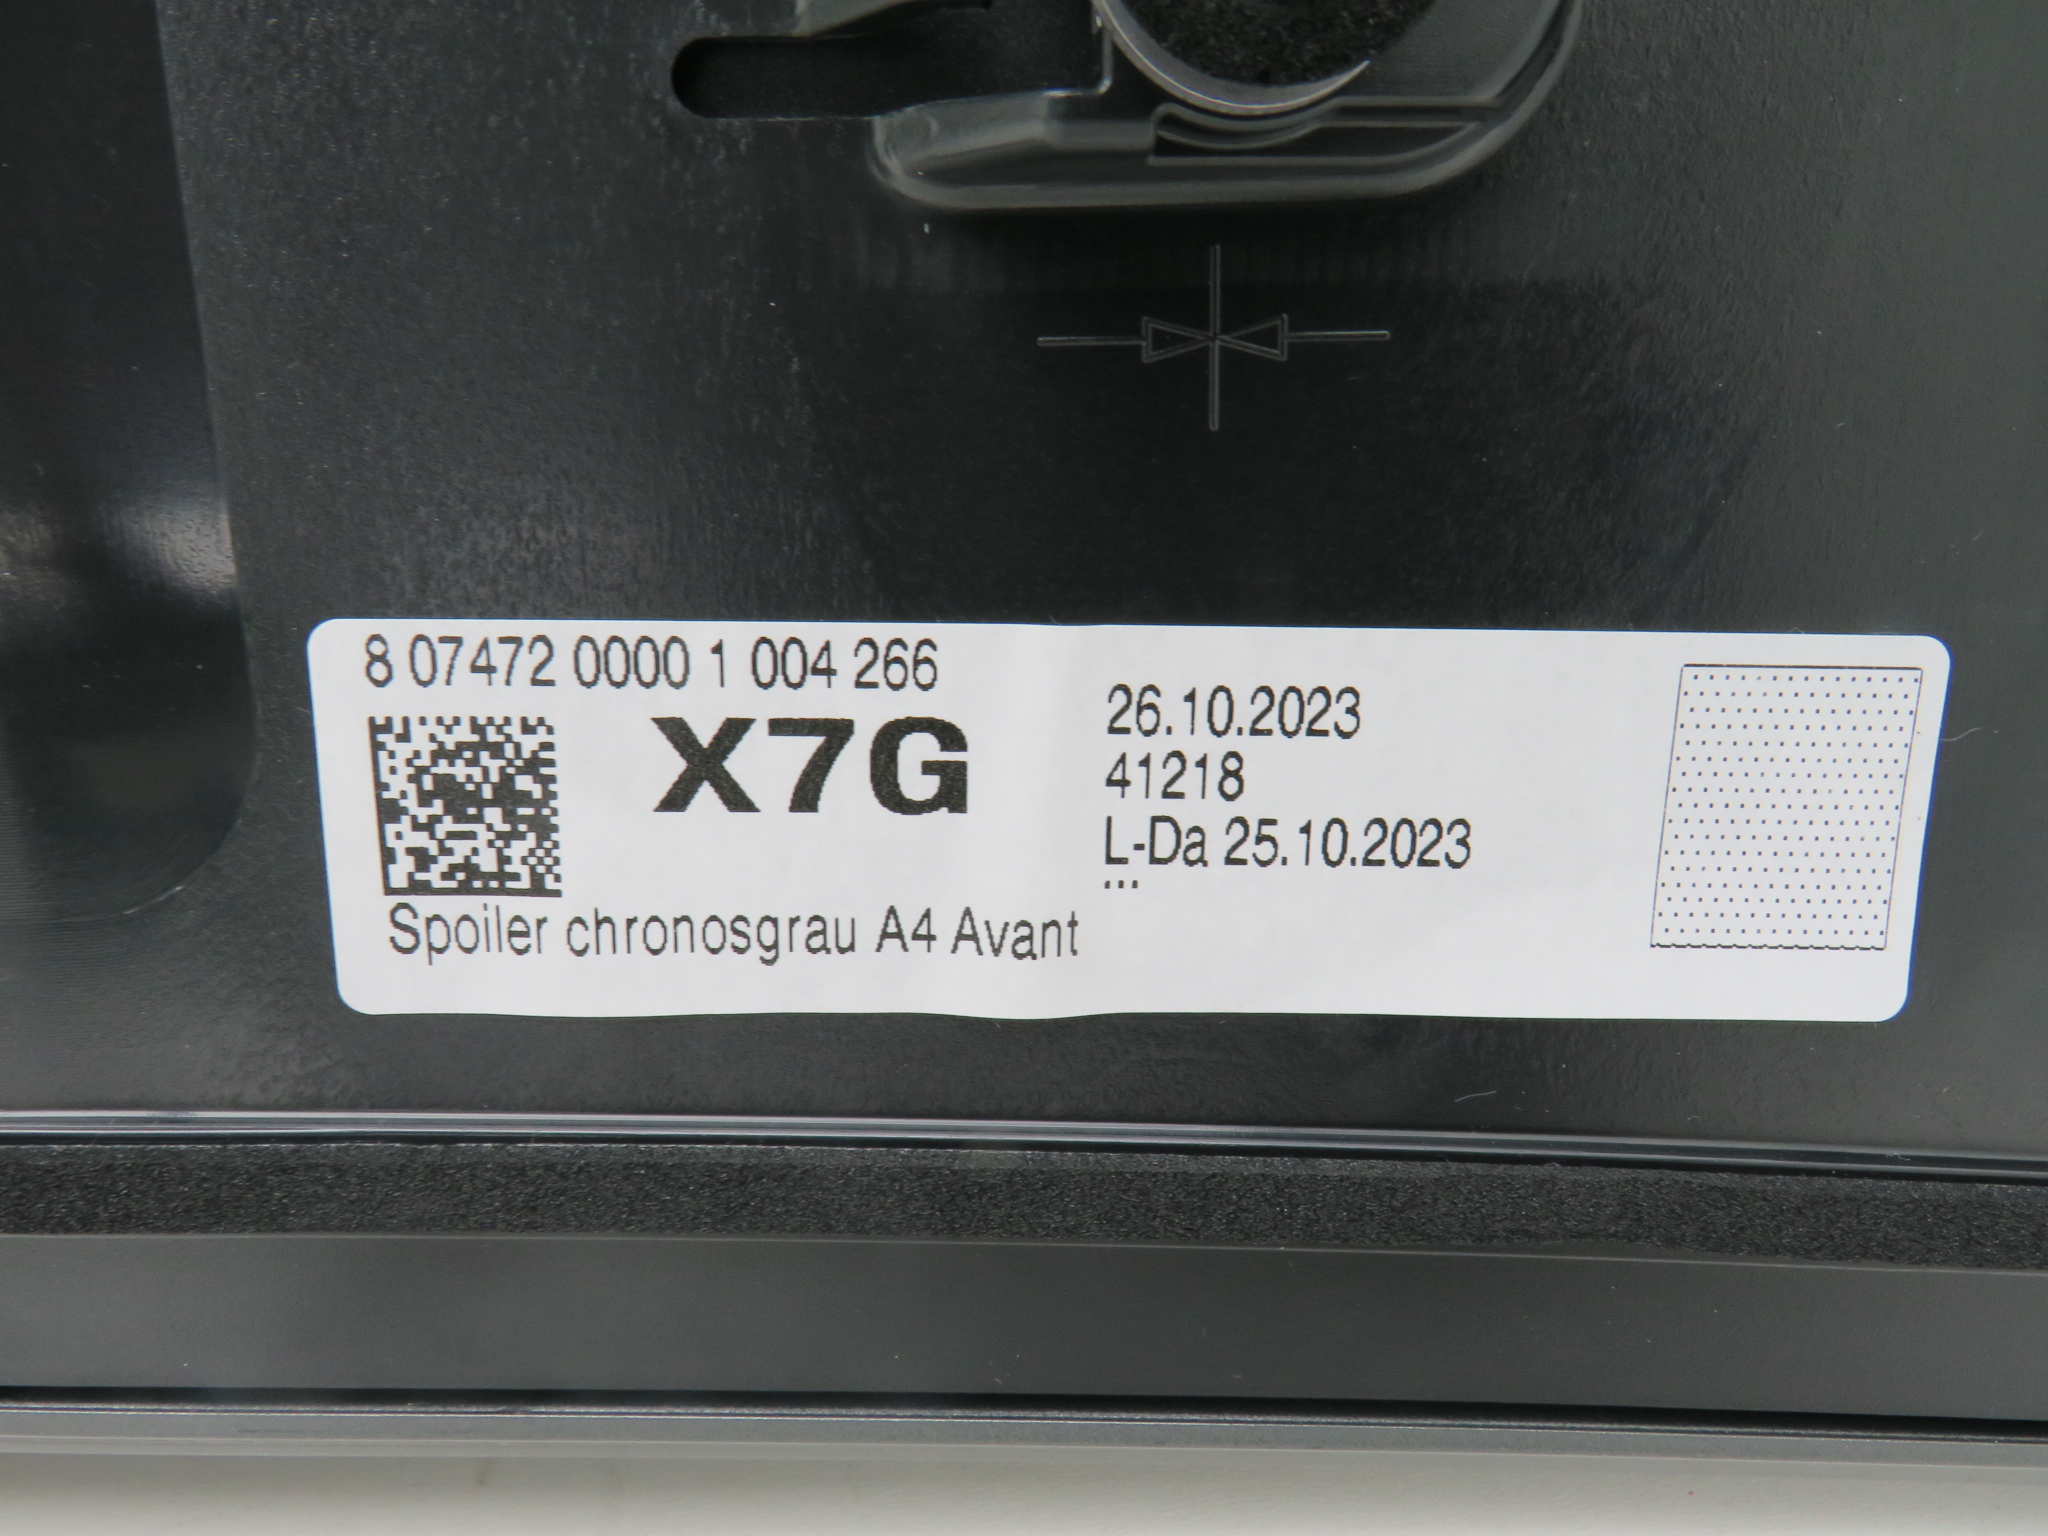 8 07472 0000 1 004 266
X7G
26.10.2023
41218
L-Da 25.10.2023
...
Spoiler chronosgrau A4 Avant